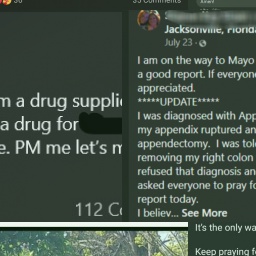 30
35 Comments
m a drug supplie
a drug for
e. PM me let's m
112 Co
Jacksonville, Florida
July 23 ·
I am on the way to Mayo
a good report. If everyone
appreciated.
*****UPDATE*****
I was diagnosed with App
my appendix ruptured an
appendectomy. I was tol
removing my right colon
refused that diagnosis an
asked everyone to pray fo
report today.
I believ... See More
It's the only wa
Keep praying fo